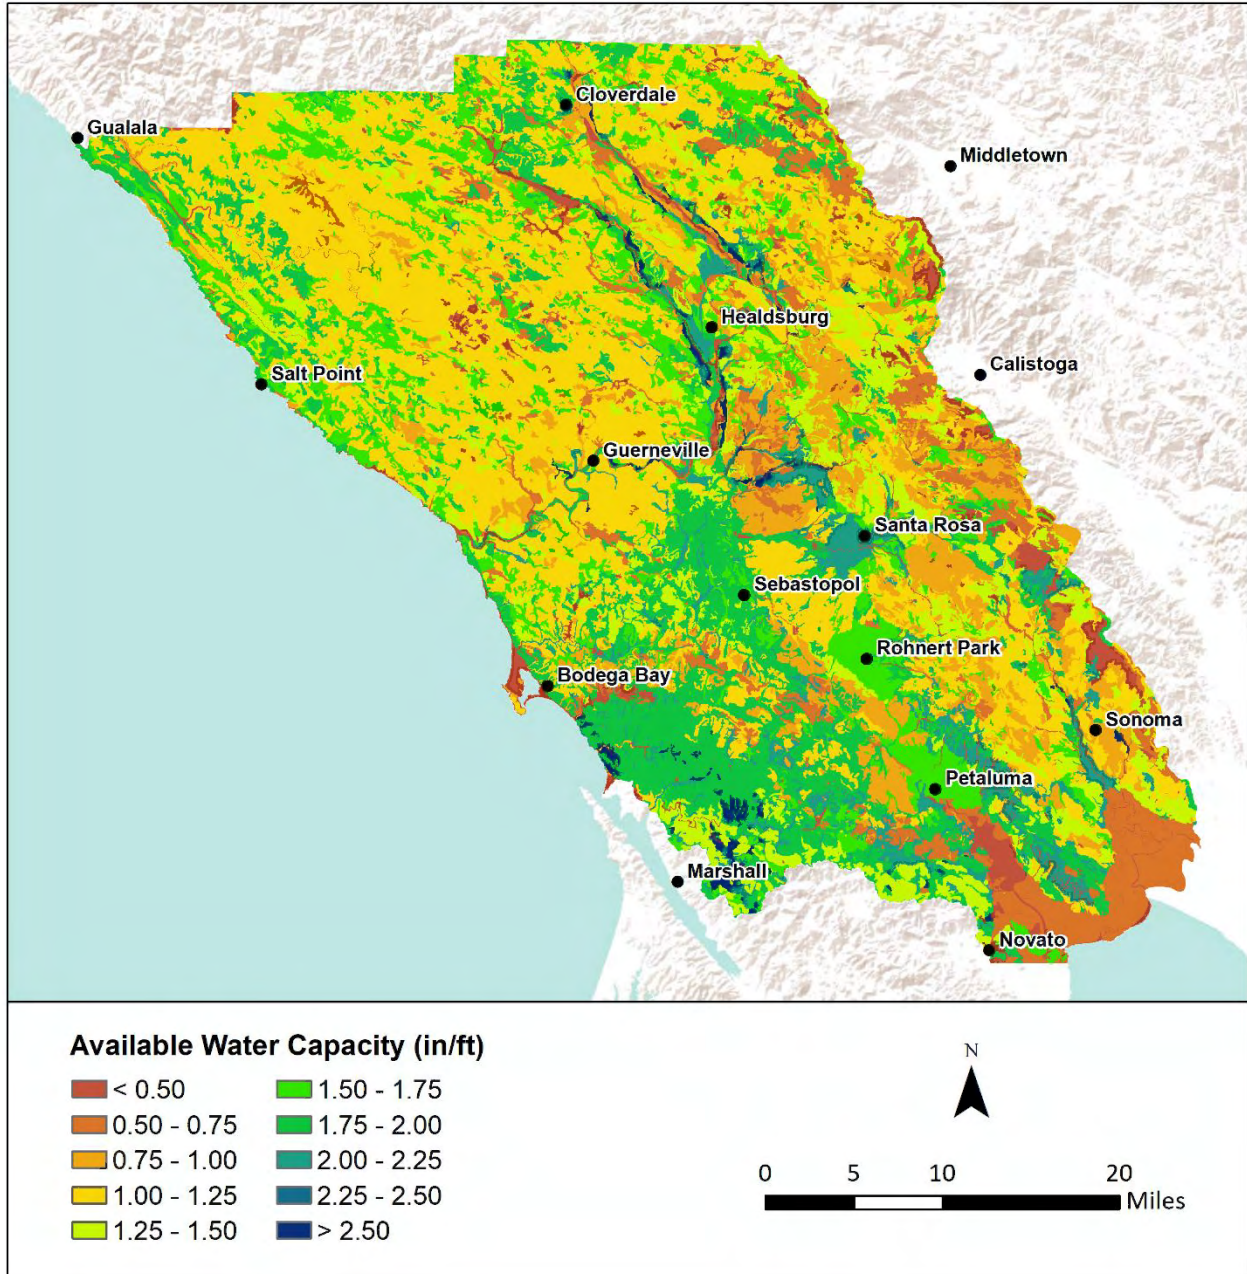 Cloverdale
Gualala
Middletown
Healdsburg
Calistoga
Salt Point
Guerneville
Santa Rosa
Sebastopol
Rohnert Park
Bodega Bay
Sonoma
Petaluma
Marshall
Novato
Available Water Capacity (in/ft)
< 0.50
0.50 - 0.75
0.75 - 1.00
1.00 - 1.25
1.25 - 1.50
1.50 - 1.75
1.75 - 2.00
2.00 - 2.25
2.25 - 2.50
> 2.50
N
0 5 10 20
Miles